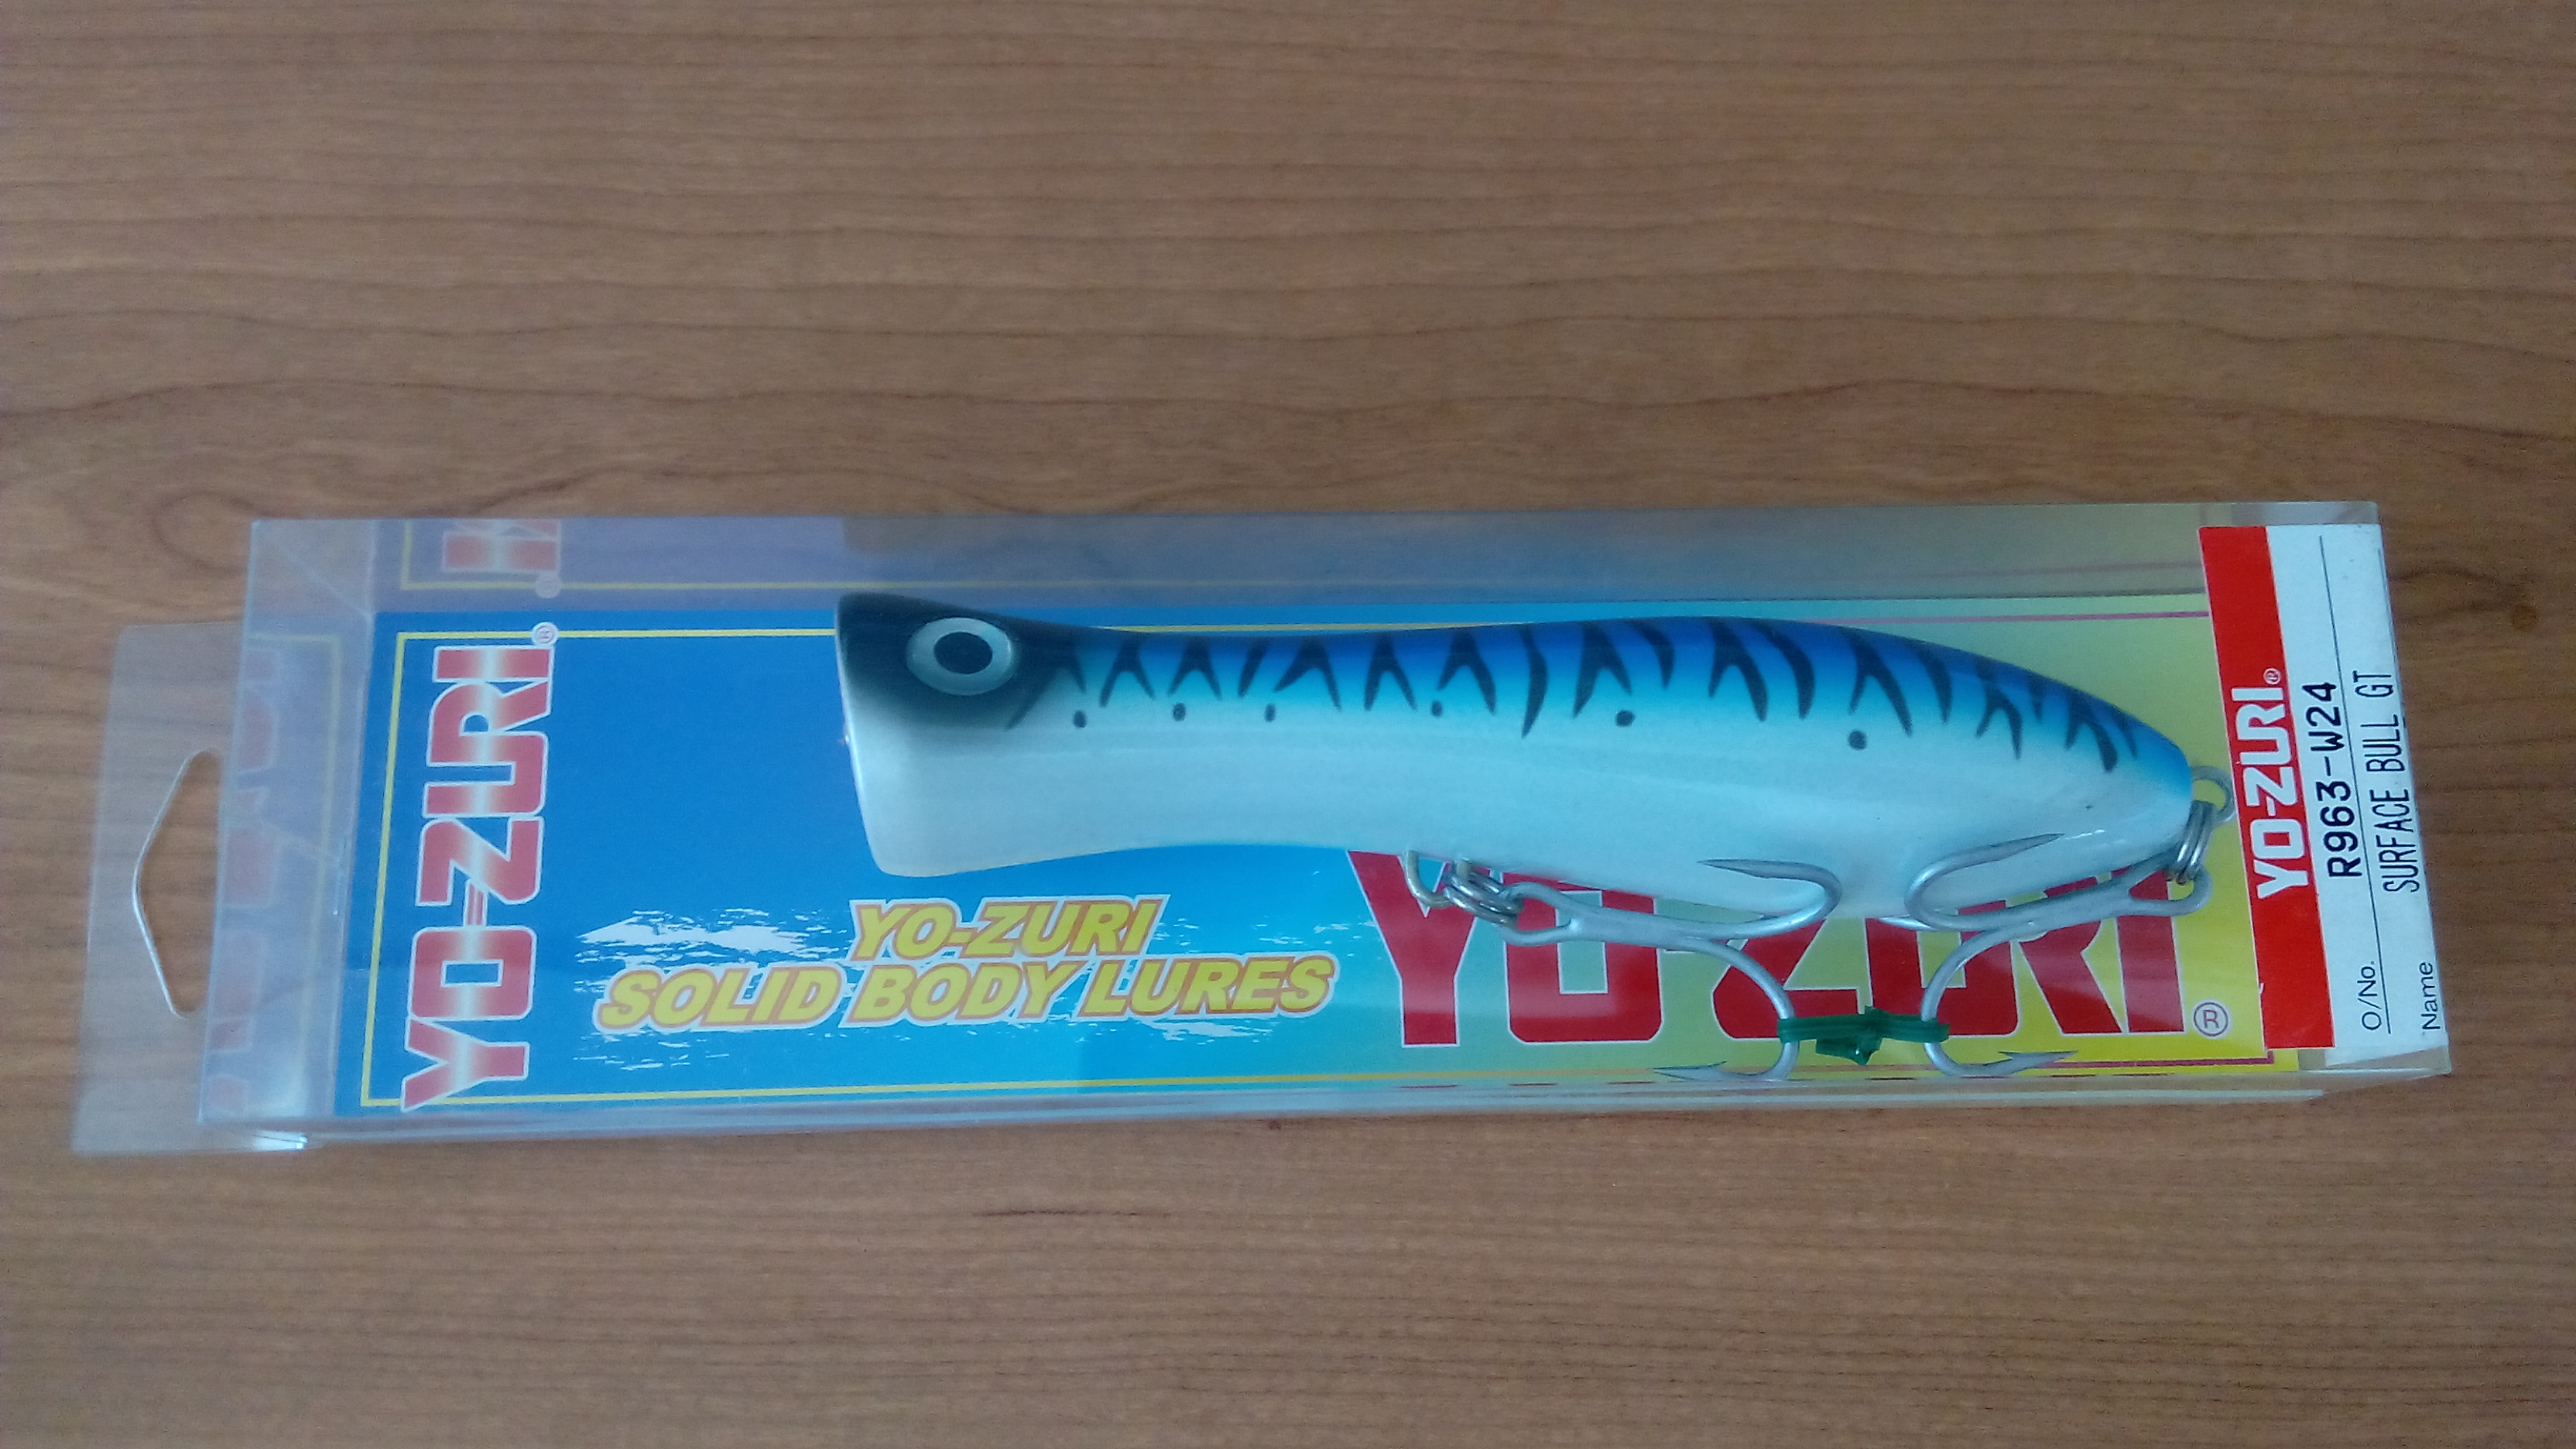 YO-ZURI®
YO-ZURI
SOLID BODY LURES
YO-ZURI®
YO-ZURI®
O/No. R963-W24
Name SURFACE BULL GT